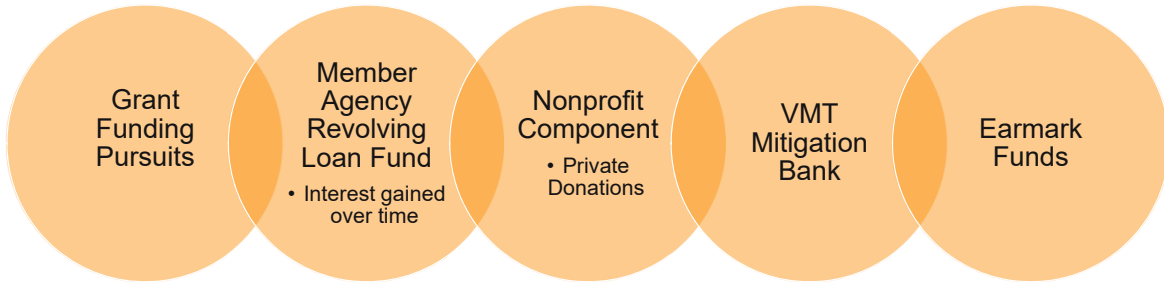 Grant
Funding
Pursuits
Member
Agency
Revolving
Loan Fund
• Interest gained
over time
Nonprofit
Component
• Private
Donations
VMT
Mitigation
Bank
Earmark
Funds